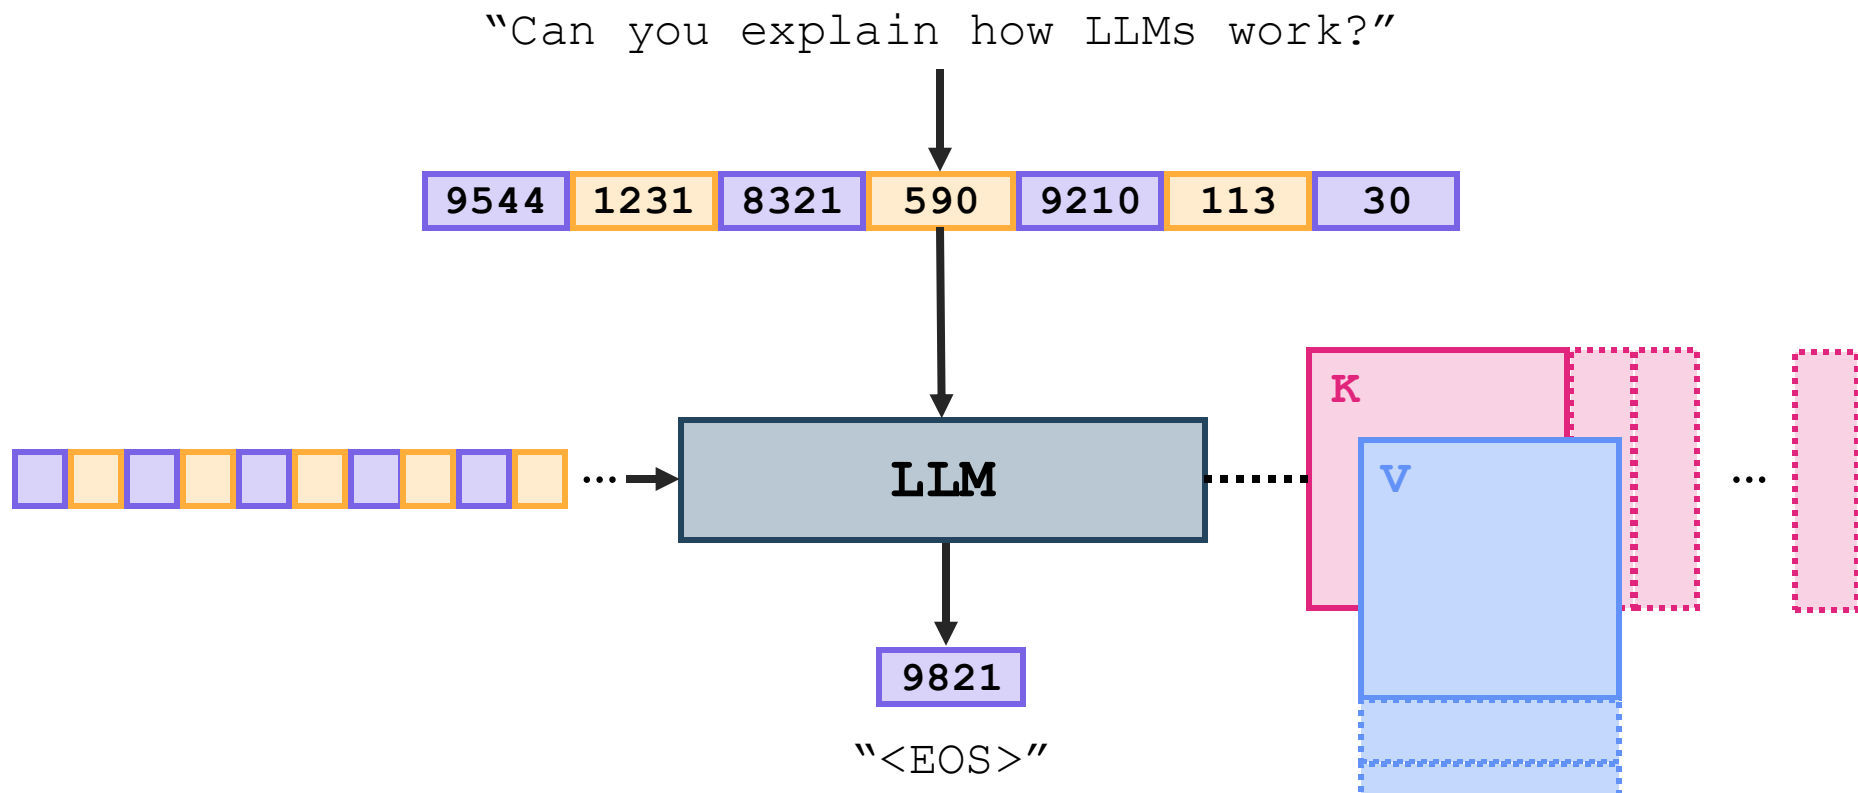 “Can you explain how LLMs work?”
9544 1231 8321 590 9210 113 30
K
V
... LLM ...
9821
“<EOS>”